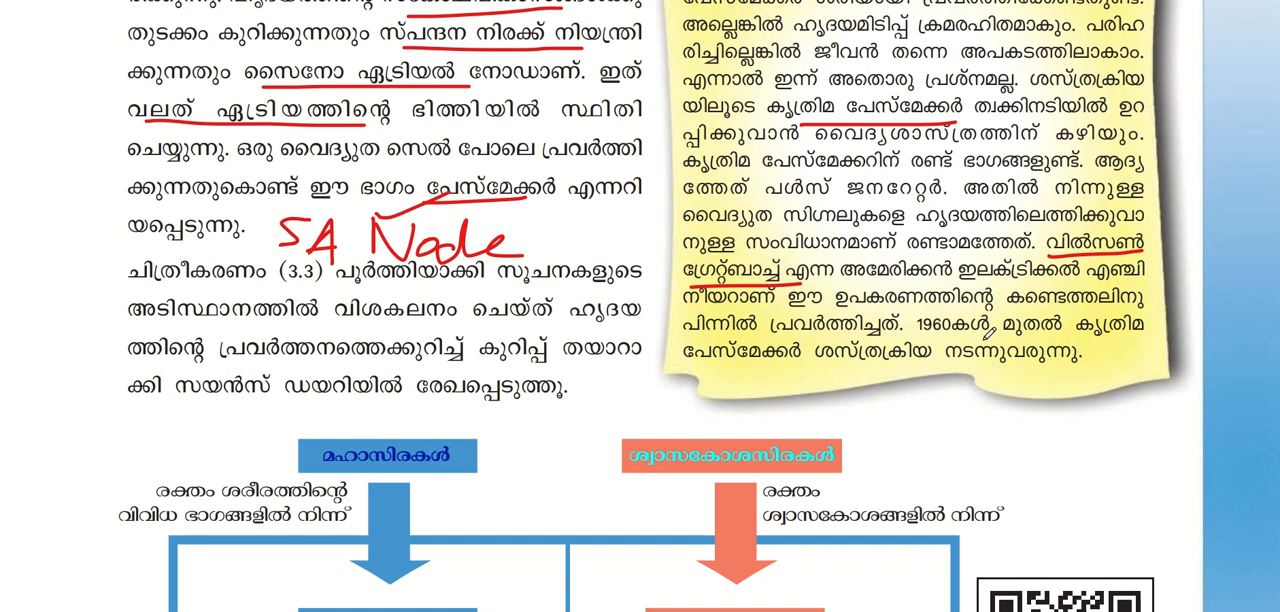 തുടക്കം കുറിക്കുന്നതും സ്പന്ദന നിരക്ക് നിയന്ത്രി
ക്കുന്നതും സൈനോ ഏട്രിയൽ നോഡാണ്. ഇത്
വലത് ഏട്രിയത്തിന്റെ ഭിത്തിയിൽ സ്ഥിതി
ചെയ്യുന്നു. ഒരു വൈദ്യുത സെൽ പോലെ പ്രവർത്തി
ക്കുന്നതുകൊണ്ട് ഈ ഭാഗം പേസ്മേക്കർ എന്നറി
യപ്പെടുന്നു.
SA Node
ചിത്രീകരണം (3.3) പൂർത്തിയാക്കി സൂചനകളുടെ
അടിസ്ഥാനത്തിൽ വിശകലനം ചെയ്ത് ഹൃദയ
ത്തിന്റെ പ്രവർത്തനത്തെക്കുറിച്ച് കുറിപ്പ് തയാറാ
ക്കി സയൻസ് ഡയറിയിൽ രേഖപ്പെടുത്തൂ.
അല്ലെങ്കിൽ ഹൃദയമിടിപ്പ് ക്രമരഹിതമാകും. പരിഹ
രിച്ചില്ലെങ്കിൽ ജീവൻ തന്നെ അപകടത്തിലാകാം.
എന്നാൽ ഇന്ന് അതൊരു പ്രശ്നമല്ല. ശസ്ത്രക്രിയ
യിലൂടെ കൃത്രിമ പേസ്മേക്കർ ത്വക്കിനടിയിൽ ഉറ
പ്പിക്കുവാൻ വൈദ്യശാസ്ത്രത്തിന് കഴിയും.
കൃത്രിമ പേസ്മേക്കറിന് രണ്ട് ഭാഗങ്ങളുണ്ട്. ആദ്യ
ത്തേത് പൾസ് ജനറേറ്റർ. അതിൽ നിന്നുള്ള
വൈദ്യുത സിഗ്നലുകളെ ഹൃദയത്തിലെത്തിക്കുവാ
നുള്ള സംവിധാനമാണ് രണ്ടാമത്തേത്. വിൽസൺ
ഗ്രേറ്റ്ബാച്ച് എന്ന അമേരിക്കൻ ഇലക്ട്രിക്കൽ എഞ്ചി
നീയറാണ് ഈ ഉപകരണത്തിന്റെ കണ്ടെത്തലിനു
പിന്നിൽ പ്രവർത്തിച്ചത്. 1960കൾ മുതൽ കൃത്രിമ
പേസ്മേക്കർ ശസ്ത്രക്രിയ നടന്നുവരുന്നു.
മഹാസിരകൾ
ശ്വാസകോശസിരകൾ
രക്തം ശരീരത്തിന്റെ
വിവിധ ഭാഗങ്ങളിൽ നിന്ന്
രക്തം
ശ്വാസകോശങ്ങളിൽ നിന്ന്